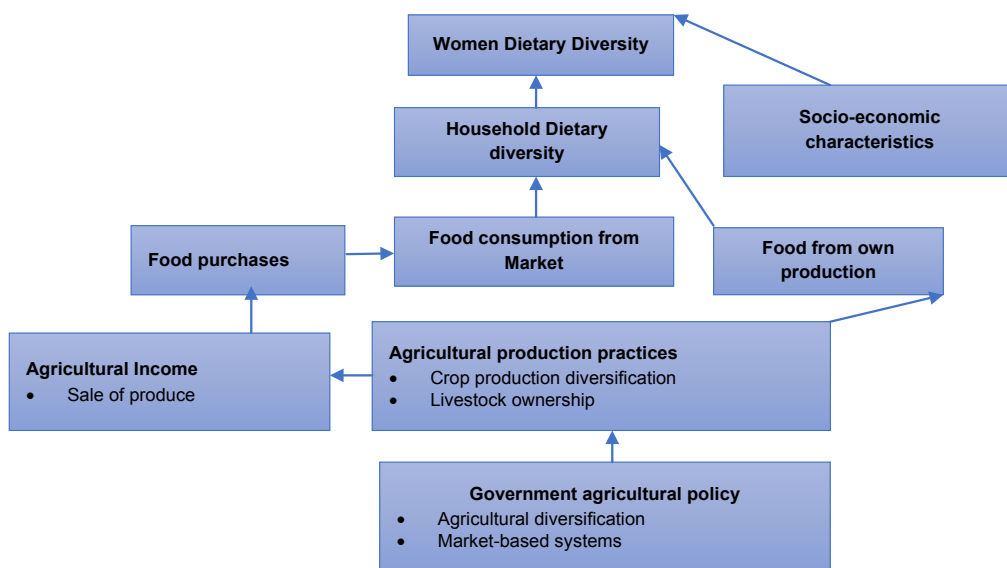 Women Dietary Diversity
Socio-economic
characteristics
Household Dietary
diversity
Food consumption from
Market
Food purchases
Food from own
production
Agricultural production practices
• Crop production diversification
• Livestock ownership
Agricultural Income
• Sale of produce
Government agricultural policy
• Agricultural diversification
• Market-based systems